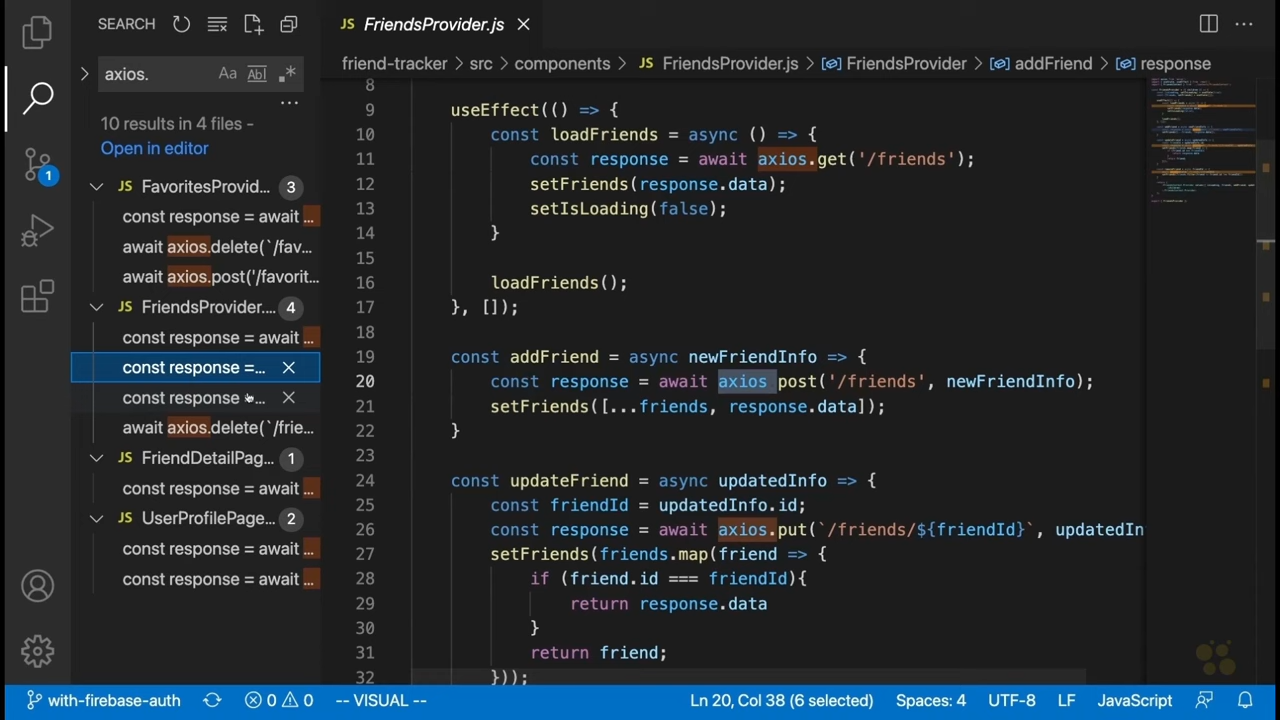 SEARCH
axios.
Aa
Abl
.*
10 results in 4 files -
Open in editor
JS FavoritesProvid... 3
const response = await ...
await axios.delete(`/fav...
await axios.post('/favorit...
JS FriendsProvider.... 4
const response = await ...
const response =...
const response =...
await axios.delete(`/frie...
JS FriendDetailPag... 1
const response = await ...
JS UserProfilePage... 2
const response = await ...
const response = await ...
1
JS FriendsProvider.js
friend-tracker > src > components > JS FriendsProvider.js > FriendsProvider > addFriend > response
8
9 useEffect(() => {
10 const loadFriends = async () => {
11 const response = await axios.get('/friends');
12 setFriends(response.data);
13 setIsLoading(false);
14 }
15
16 loadFriends();
17 }, []);
18
19 const addFriend = async newFriendInfo => {
20 const response = await axios post('/friends', newFriendInfo);
21 setFriends([...friends, response.data]);
22 }
23
24 const updateFriend = async updatedInfo => {
25 const friendId = updatedInfo.id;
26 const response = await axios.put(`/friends/${friendId}`, updatedIn
27 setFriends(friends.map(friend => {
28 if (friend.id === friendId){
29 return response.data
30 }
31 return friend;
32 }));
with-firebase-auth 0 0 -- VISUAL -- Ln 20, Col 38 (6 selected) Spaces: 4 UTF-8 LF JavaScript